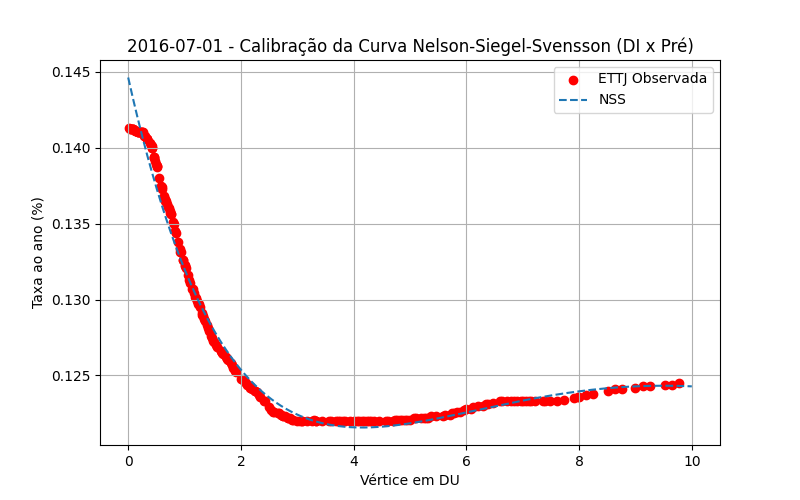 2016-07-01 - Calibração da Curva Nelson-Siegel-Svensson (DI x Pré)
ETTJ Observada
NSS
Taxa ao ano (%)
0.145
0.140
0.135
0.130
0.125
0 2 4 6 8 10
Vértice em DU